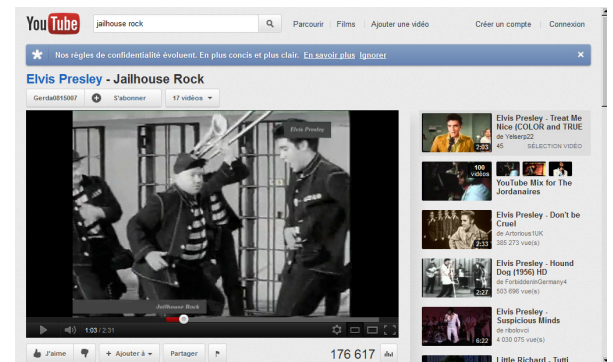 YouTube jailhouse rock Parcourir Films Ajouter une vidéo Créer un compte Connexion
Nos règles de confidentialité évoluent. En plus concis et plus clair. En savoir plus Ignorer
Elvis Presley - Jailhouse Rock
Gerda0815087 S'abonner 17 vidéos
Elvis Presley
Jailhouse Rock
1:03 / 2:31
J'aime + Ajouter à Partager
176 617
Elvis Presley - Treat Me
Nice (COLOR and TRUE
de Yelserp22
45 SÉLECTION VIDÉO
2:03
100
vidéos
YouTube Mix for The
Jordanaires
Elvis Presley - Don't be
Cruel
de Artorious1UK
385 273 vue(s)
2:33
Elvis Presley - Hound
Dog (1956) HD
de ForbiddenInGermany4
503 696 vue(s)
2:27
Elvis Presley -
Suspicious Minds
de ribolovci
4 030 075 vue(s)
6:22
Little Richard - Tutti